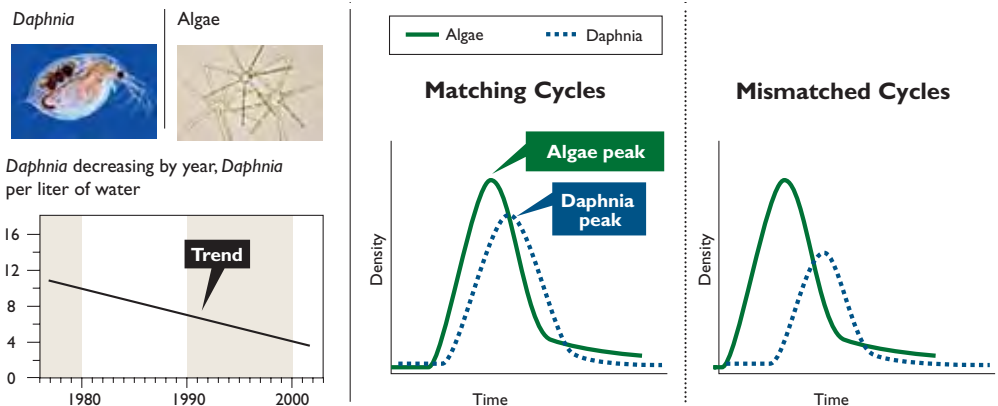 Daphnia
Algae
Daphnia decreasing by year, Daphnia
per liter of water
16
12
8
4
0
Trend
1980
1990
2000
Algae
Daphnia
Matching Cycles
Algae peak
Daphnia
peak
Density
Time
Mismatched Cycles
Density
Time